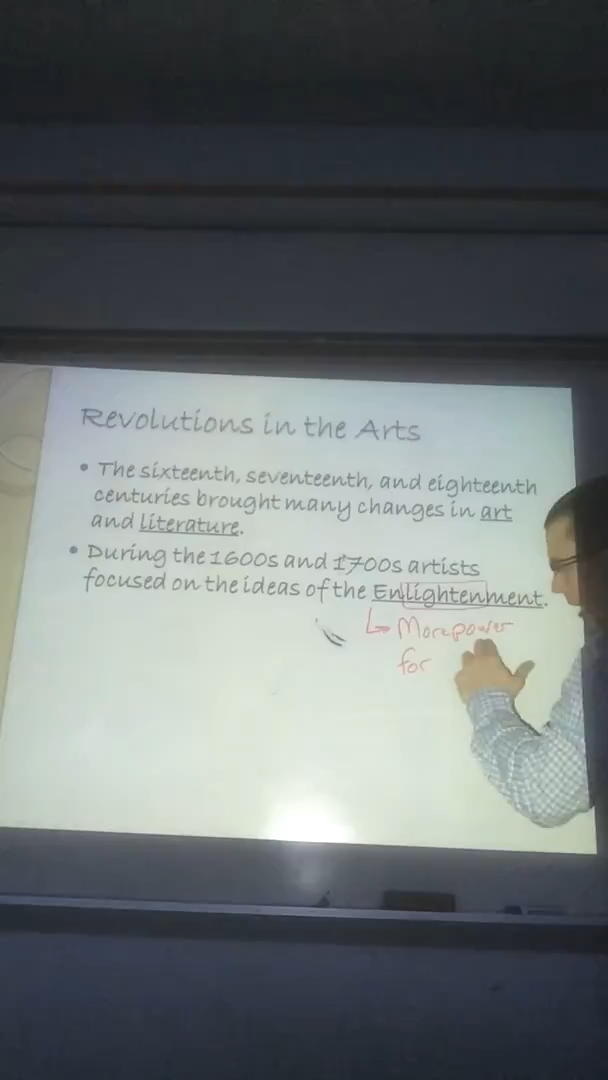 Revolutions in the Arts
• The sixteenth, seventeenth, and eighteenth
centuries brought many changes in art
and literature.
• During the 1600s and 1700s artists
focused on the ideas of the Enlightenment.
↳ More power
for